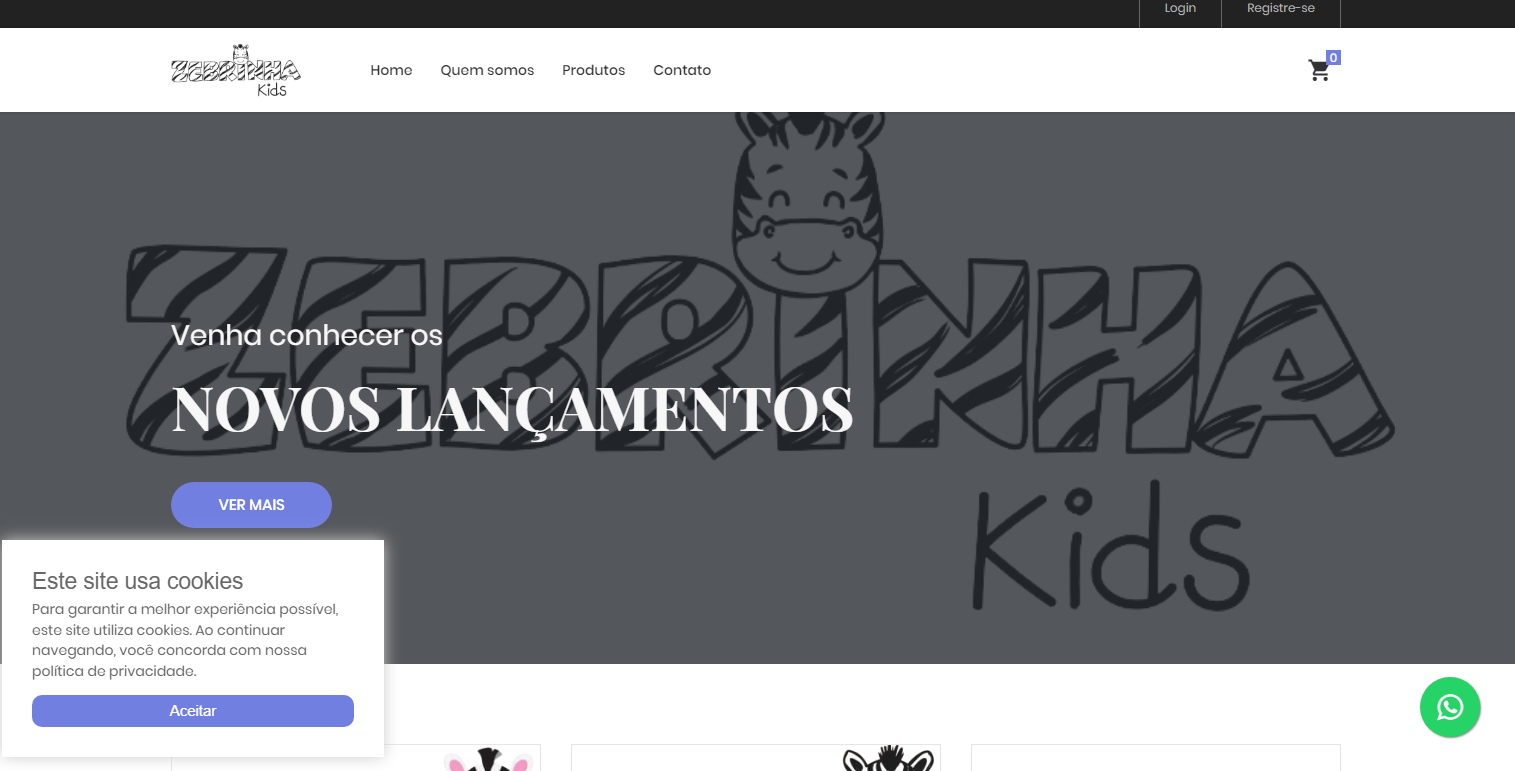 Login Registre-se
ZEBRINHA
Kids
Home Quem somos Produtos Contato
0
ZEBRINHA
Kids
Venha conhecer os
NOVOS LANÇAMENTOS
VER MAIS
Este site usa cookies
Para garantir a melhor experiência possível,
este site utiliza cookies. Ao continuar
navegando, você concorda com nossa
política de privacidade.
Aceitar